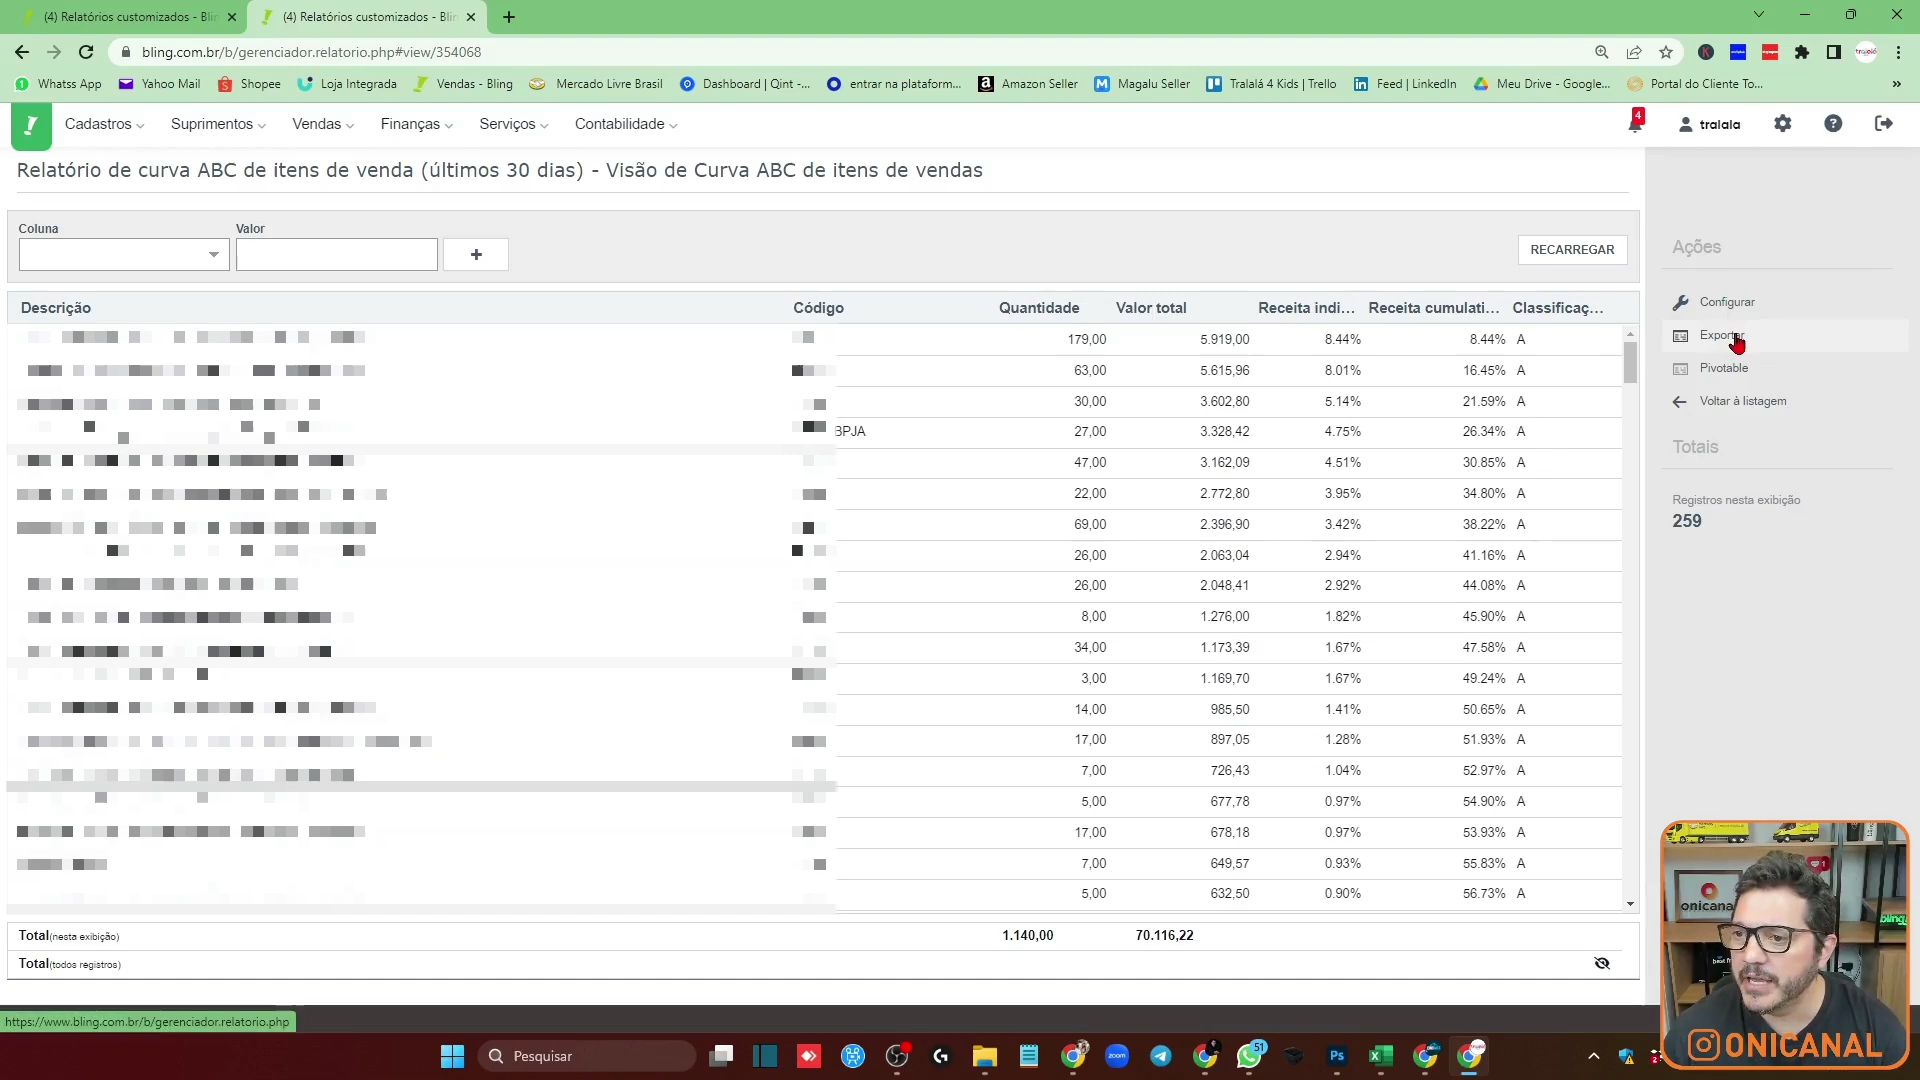 (4) Relatórios customizados - Blin
(4) Relatórios customizados - Blin
bling.com.br/b/gerenciador.relatorio.php#view/354068
Whatss App
Yahoo Mail
Shopee
Loja Integrada
Vendas - Bling
Mercado Livre Brasil
Dashboard | Qint -...
entrar na plataform...
Amazon Seller
Magalu Seller
Tralalá 4 Kids | Trello
Feed | LinkedIn
Meu Drive - Google...
Portal do Cliente To...
Cadastros
Suprimentos
Vendas
Finanças
Serviços
Contabilidade
4
tralala
Relatório de curva ABC de itens de venda (últimos 30 dias) - Visão de Curva ABC de itens de vendas
Coluna
Valor
+
RECARREGAR
Ações
Configurar
Exportar
Pivotable
Voltar à listagem
Totais
Registros nesta exibição
259
Descrição Código Quantidade Valor total Receita indi... Receita cumulati... Classificaç...
179,00 5.919,00 8.44% 8.44% A
63,00 5.615,96 8.01% 16.45% A
30,00 3.602,80 5.14% 21.59% A
BPJA 27,00 3.328,42 4.75% 26.34% A
47,00 3.162,09 4.51% 30.85% A
22,00 2.772,80 3.95% 34.80% A
69,00 2.396,90 3.42% 38.22% A
26,00 2.063,04 2.94% 41.16% A
26,00 2.048,41 2.92% 44.08% A
8,00 1.276,00 1.82% 45.90% A
34,00 1.173,39 1.67% 47.58% A
3,00 1.169,70 1.67% 49.24% A
14,00 985,50 1.41% 50.65% A
17,00 897,05 1.28% 51.93% A
7,00 726,43 1.04% 52.97% A
5,00 677,78 0.97% 54.90% A
17,00 678,18 0.97% 53.93% A
7,00 649,57 0.93% 55.83% A
5,00 632,50 0.90% 56.73% A
Total(nesta exibição) 1.140,00 70.116,22
Total(todos registros)
https://www.bling.com.br/b/gerenciador.relatorio.php
Pesquisar
zoom
51
Ps
onicanal
bling
ONICANAL